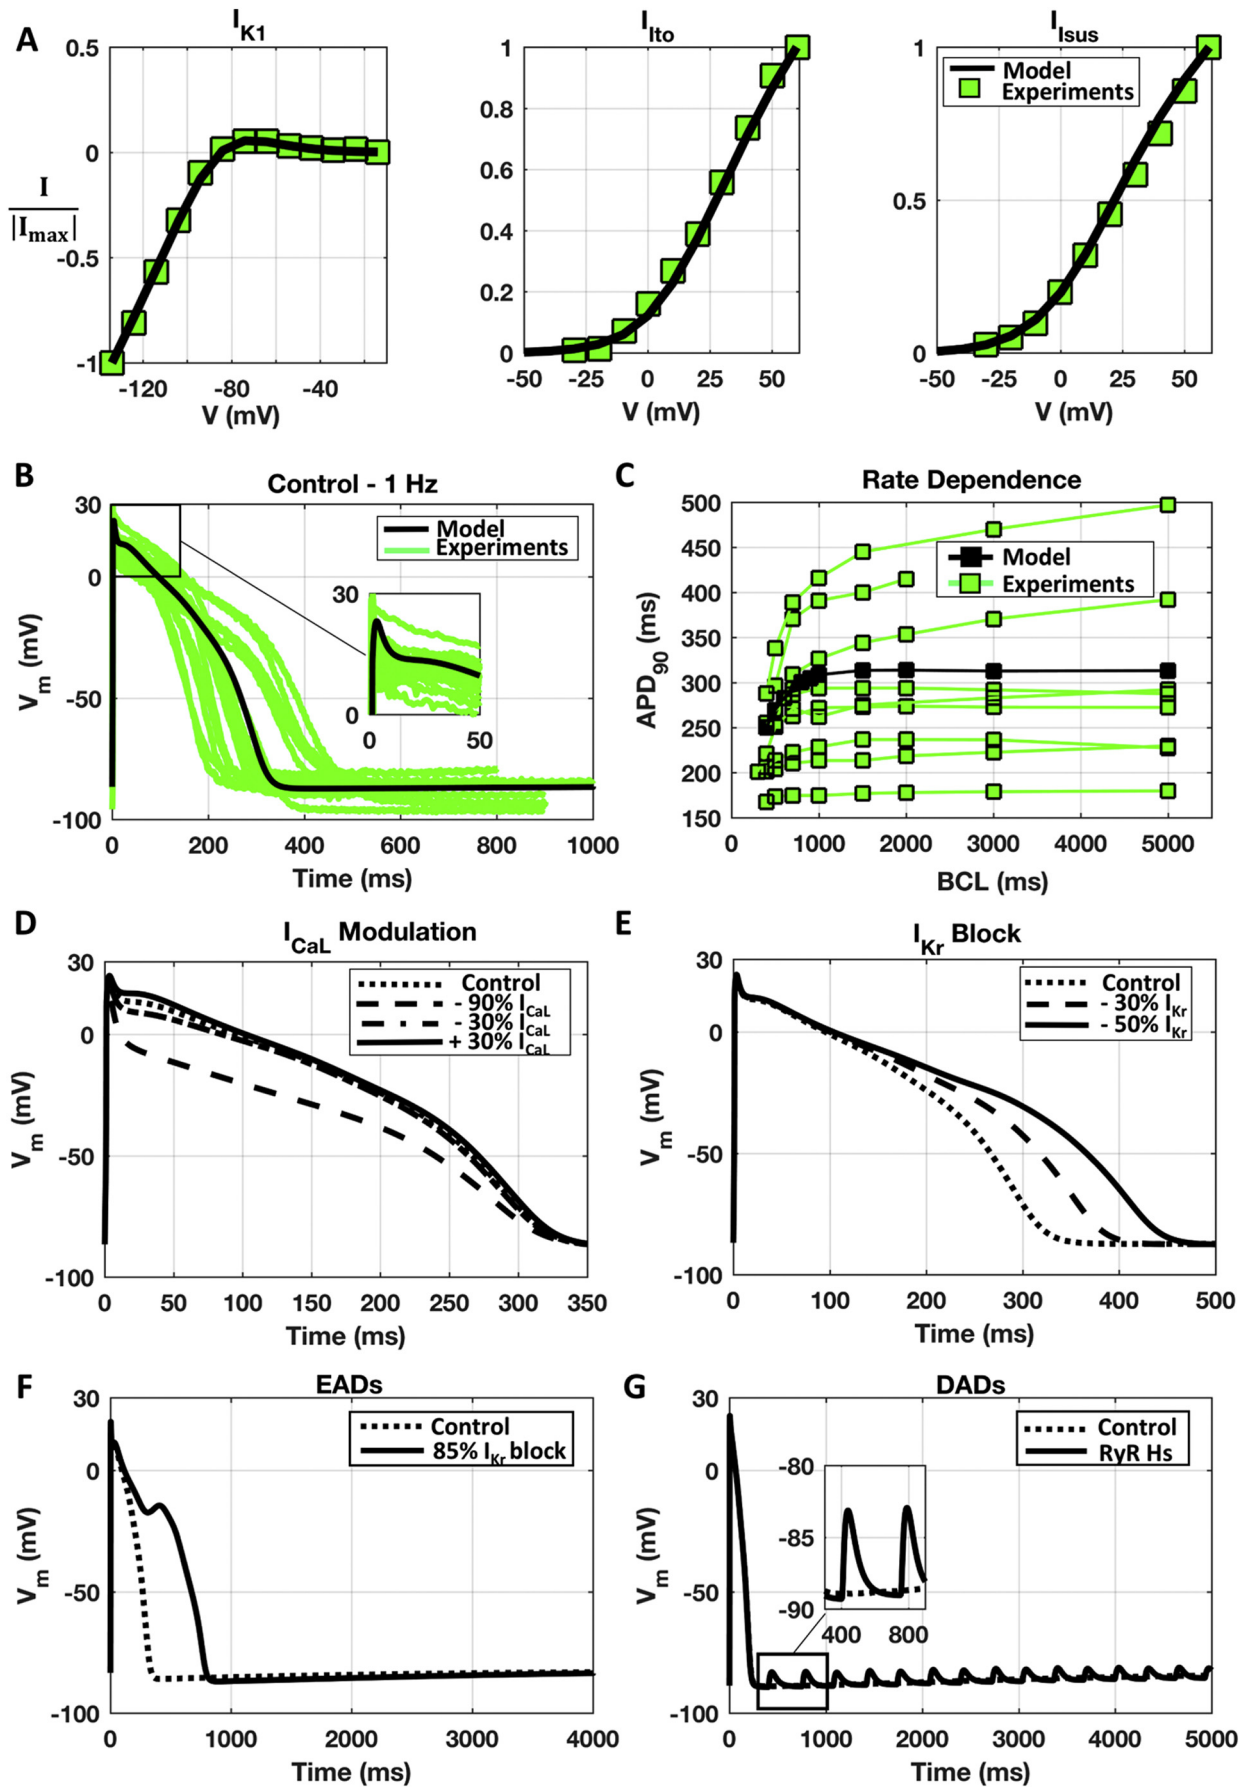 A
I_K1
I_Ito
I_Isus
0.5
0
-0.5
-1
I
|I_max|
-120 -80 -40
V (mV)
1
0.8
0.6
0.4
0.2
0
-50 -25 0 25 50
V (mV)
1
0.5
0
Model
Experiments
-50 -25 0 25 50
V (mV)
B
Control - 1 Hz
30
0
-50
-100
V_m (mV)
Model
Experiments
30
0
0 50
0 200 400 600 800 1000
Time (ms)
C
Rate Dependence
500
450
400
350
300
250
200
150
APD_90 (ms)
Model
Experiments
0 1000 2000 3000 4000 5000
BCL (ms)
D
I_CaL Modulation
30
0
-50
-100
V_m (mV)
Control
- 90% I_CaL
- 30% I_CaL
+ 30% I_CaL
0 50 100 150 200 250 300 350
Time (ms)
E
I_Kr Block
30
0
-50
-100
V_m (mV)
Control
- 30% I_Kr
- 50% I_Kr
0 100 200 300 400 500
Time (ms)
F
EADs
30
0
-50
-100
V_m (mV)
Control
85% I_Kr block
0 1000 2000 3000 4000
Time (ms)
G
DADs
30
0
-50
-100
V_m (mV)
Control
RyR Hs
-80
-85
-90
400 800
0 1000 2000 3000 4000 5000
Time (ms)